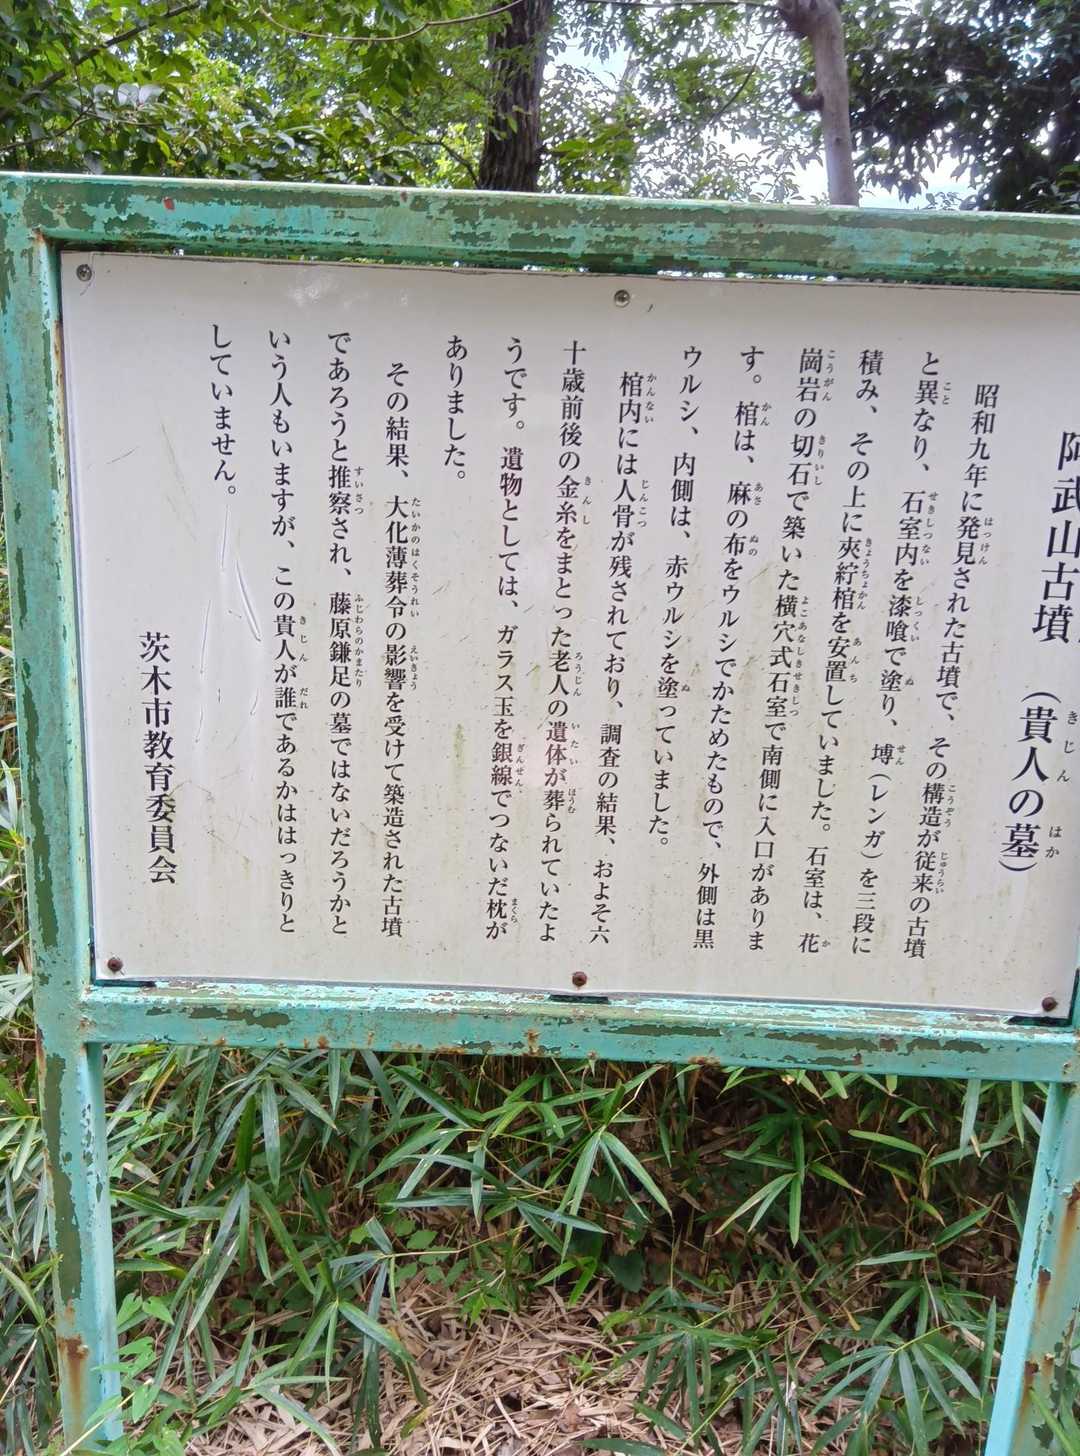 阿武山古墳 （貴人の墓）
昭和九年に発見された古墳で、その構造が従来の古墳
と異なり、石室内を漆喰で塗り、塼（レンガ）を三段に
積み、その上に夾紵棺を安置していました。石室は、花
崗岩の切石で築いた横穴式石室で南側に入口がありま
す。棺は、麻の布をウルシでかためたもので、外側は黒
ウルシ、内側は、赤ウルシを塗っていました。
棺内には人骨が残されており、調査の結果、およそ六
十歳前後の金糸をまとった老人の遺体が葬られていたよ
うです。遺物としては、ガラス玉を銀線でつないだ枕が
ありました。
その結果、大化薄葬令の影響を受けて築造された古墳
であろうと推察され、藤原鎌足の墓ではないだろうかと
いう人もいますが、この貴人が誰であるかははっきりと
していません。
茨木市教育委員会